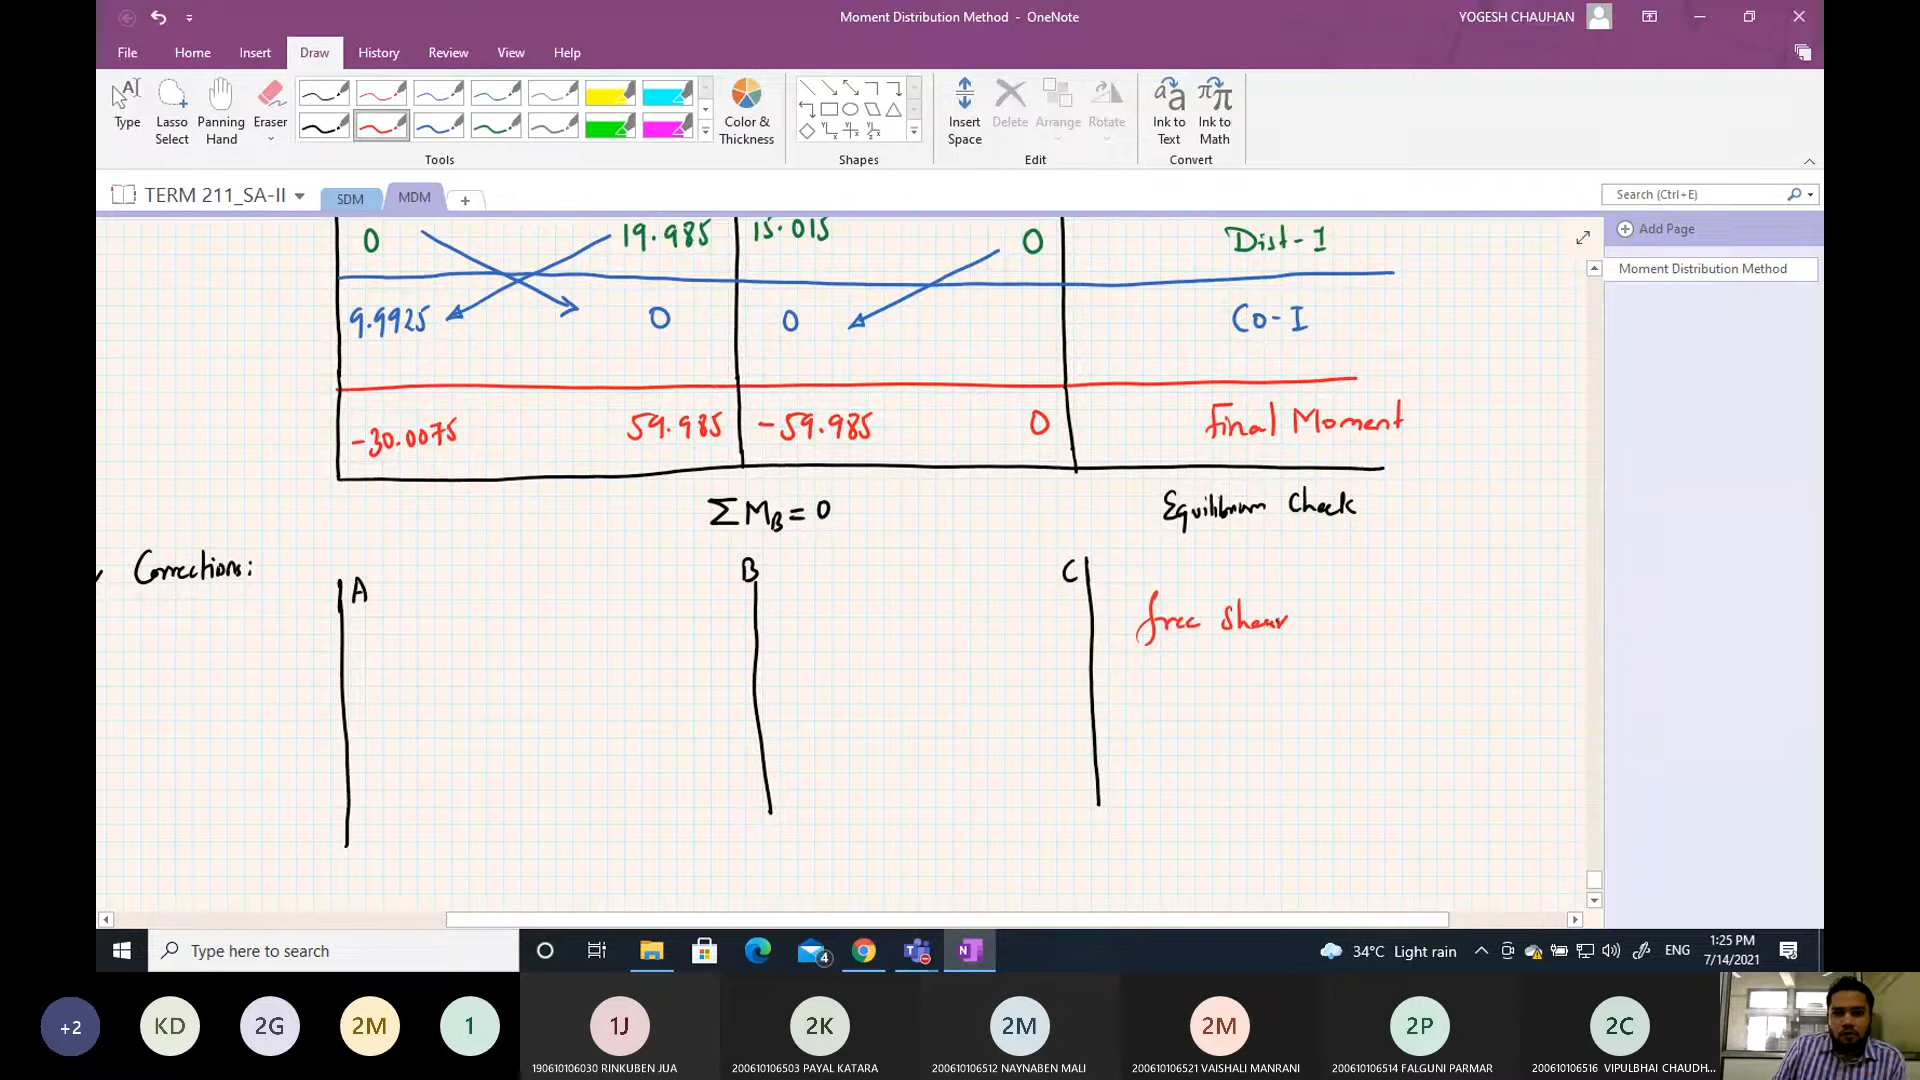 Moment Distribution Method - OneNote
YOGESH CHAUHAN
File Home Insert Draw History Review View Help
Type
Lasso Select
Panning Hand
Eraser
Color & Thickness
Insert Space
Delete
Arrange
Rotate
Ink to Text
Ink to Math
Tools
Shapes
Edit
Convert
TERM 211_SA-II
SDM
MDM
Search (Ctrl+E)
Add Page
Moment Distribution Method
0 19.985 15.015 0 Dist-I
9.9925 0 0 Co-I
-30.0075 59.985 -59.985 0 Final Moment
ΣM_B = 0 Equilibrium Check
Corrections:
A B C
free Shear
Type here to search
4
34°C Light rain
ENG
1:25 PM
7/14/2021
+2 KD 2G 2M 1 1J 2K 2M 2M 2P 2C
190610106030 RINKUBEN JUA
200610106503 PAYAL KATARA
200610106512 NAYNABEN MALI
200610106521 VAISHALI MANRANI
200610106514 FALGUNI PARMAR
200610106516 VIPULBHAI CHAUDH...